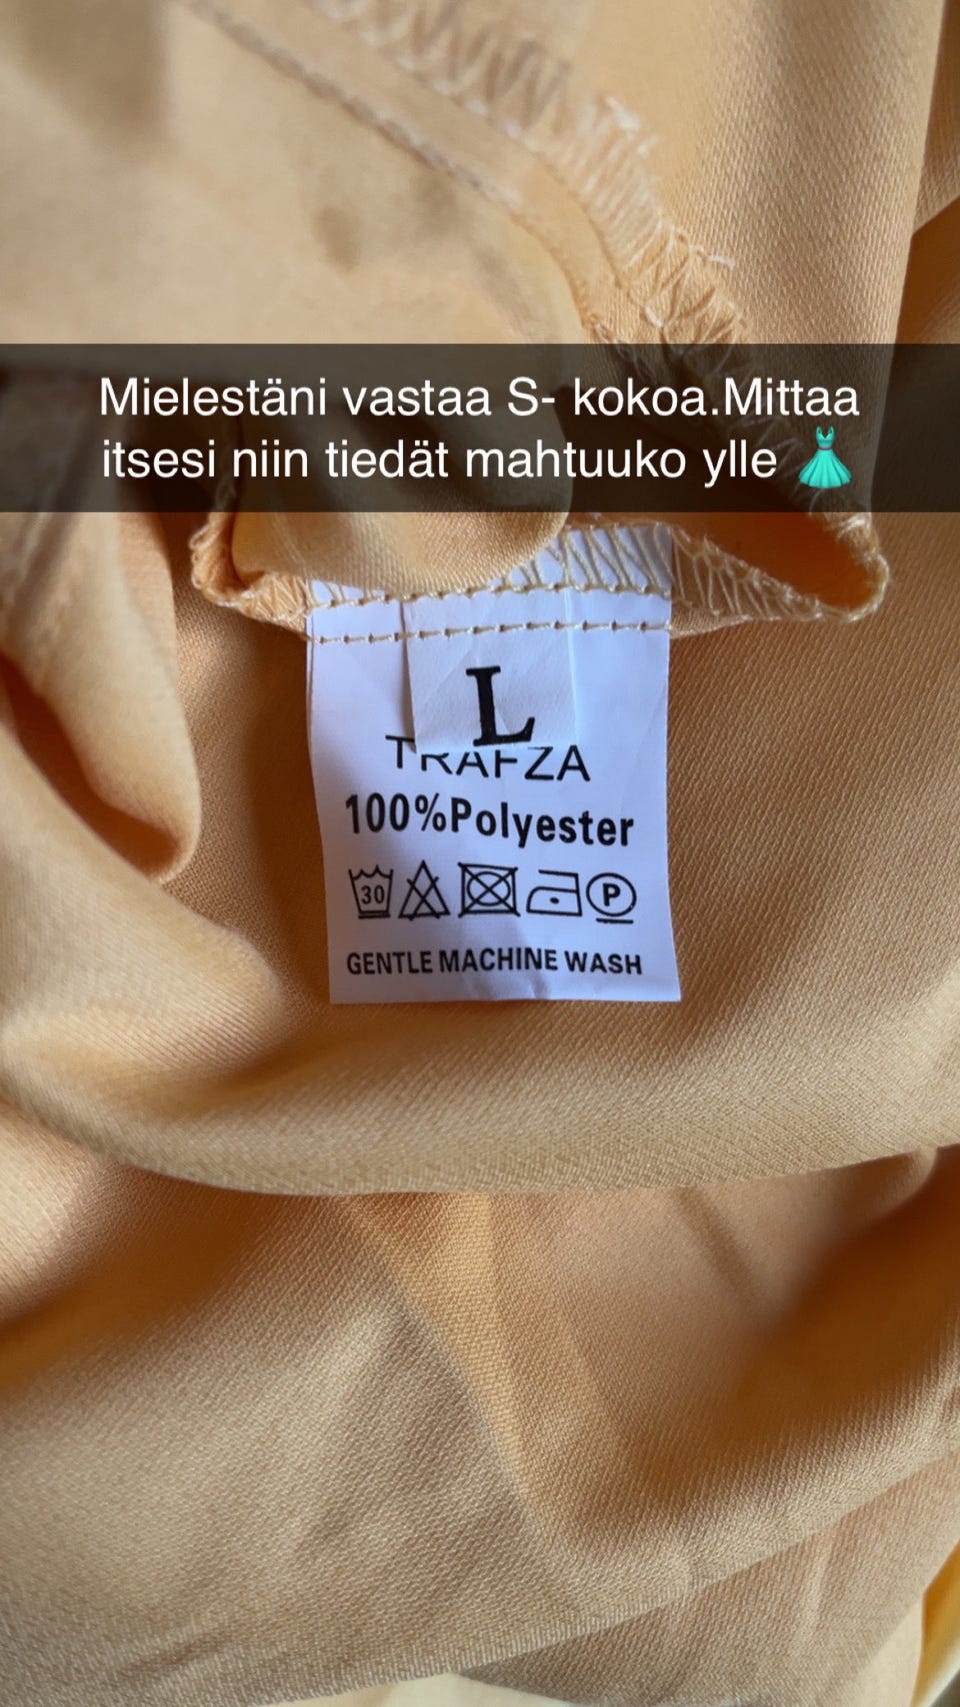 Mielestäni vastaa S- kokoa.Mittaa
itsesi niin tiedät mahtuuko ylle 👗
L
TRAFZA
100%Polyester
30 P
GENTLE MACHINE WASH